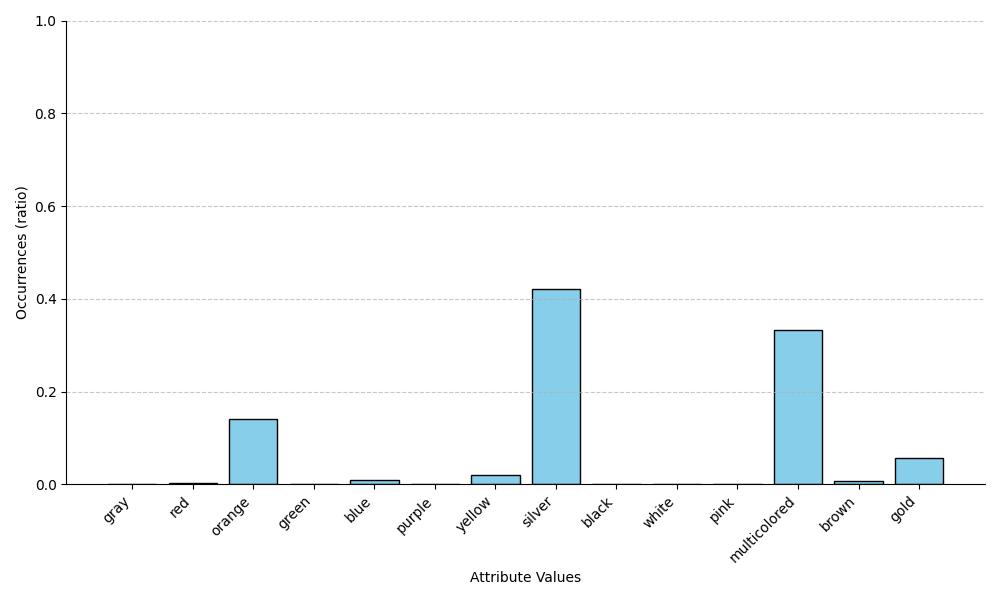 1.0
0.8
0.6
0.4
0.2
0.0
Occurrences (ratio)
gray
red
orange
green
blue
purple
yellow
silver
black
white
pink
multicolored
brown
gold
Attribute Values